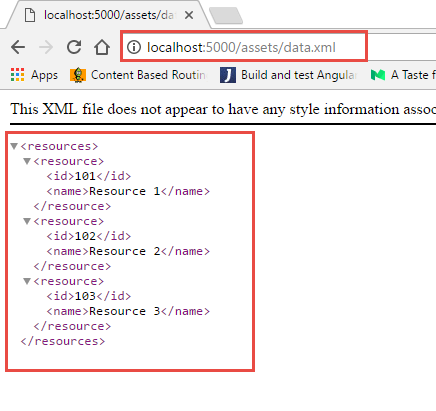 localhost:5000/assets/da
localhost:5000/assets/data.xml
Apps Content Based Routin Build and test Angula A Taste f
This XML file does not appear to have any style information assoc
<resources>
<resource>
<id>101</id>
<name>Resource 1</name>
</resource>
<resource>
<id>102</id>
<name>Resource 2</name>
</resource>
<resource>
<id>103</id>
<name>Resource 3</name>
</resource>
</resources>